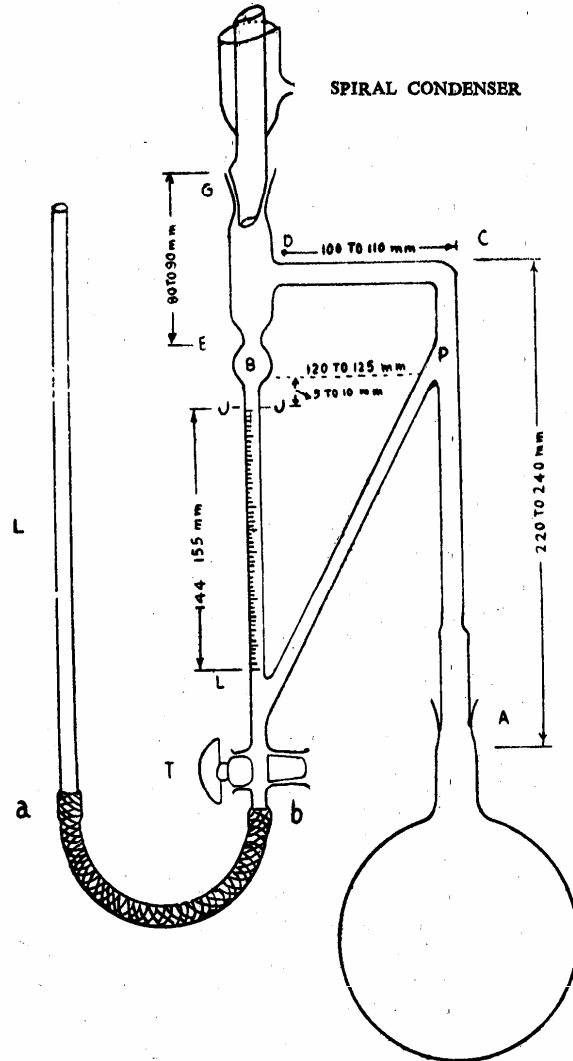 SPIRAL CONDENSER
G
80 TO 90 mm
D
100 TO 110 mm
C
E
B
120 TO 125 mm
P
5 TO 10 mm
J
J
220 TO 240 mm
L
144 155 mm
L
A
T
a
b